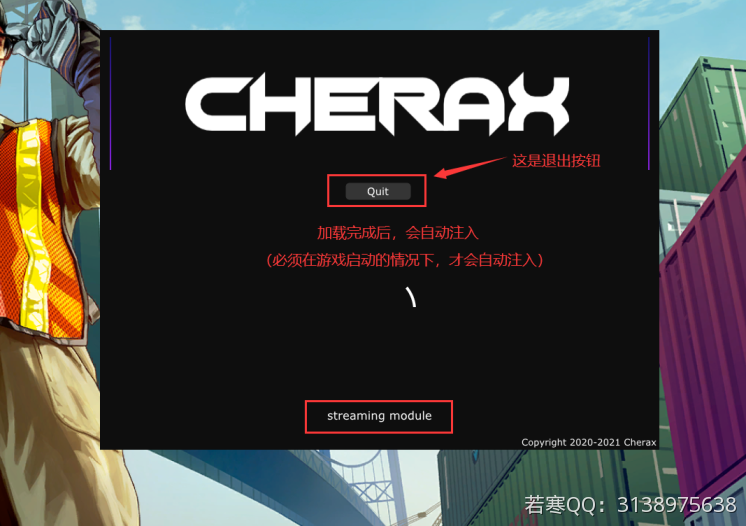 CHERAX
这是退出按钮
Quit
加载完成后，会自动注入
（必须在游戏启动的情况下，才会自动注入）
streaming module
Copyright 2020-2021 Cherax
若寒QQ：3138975638